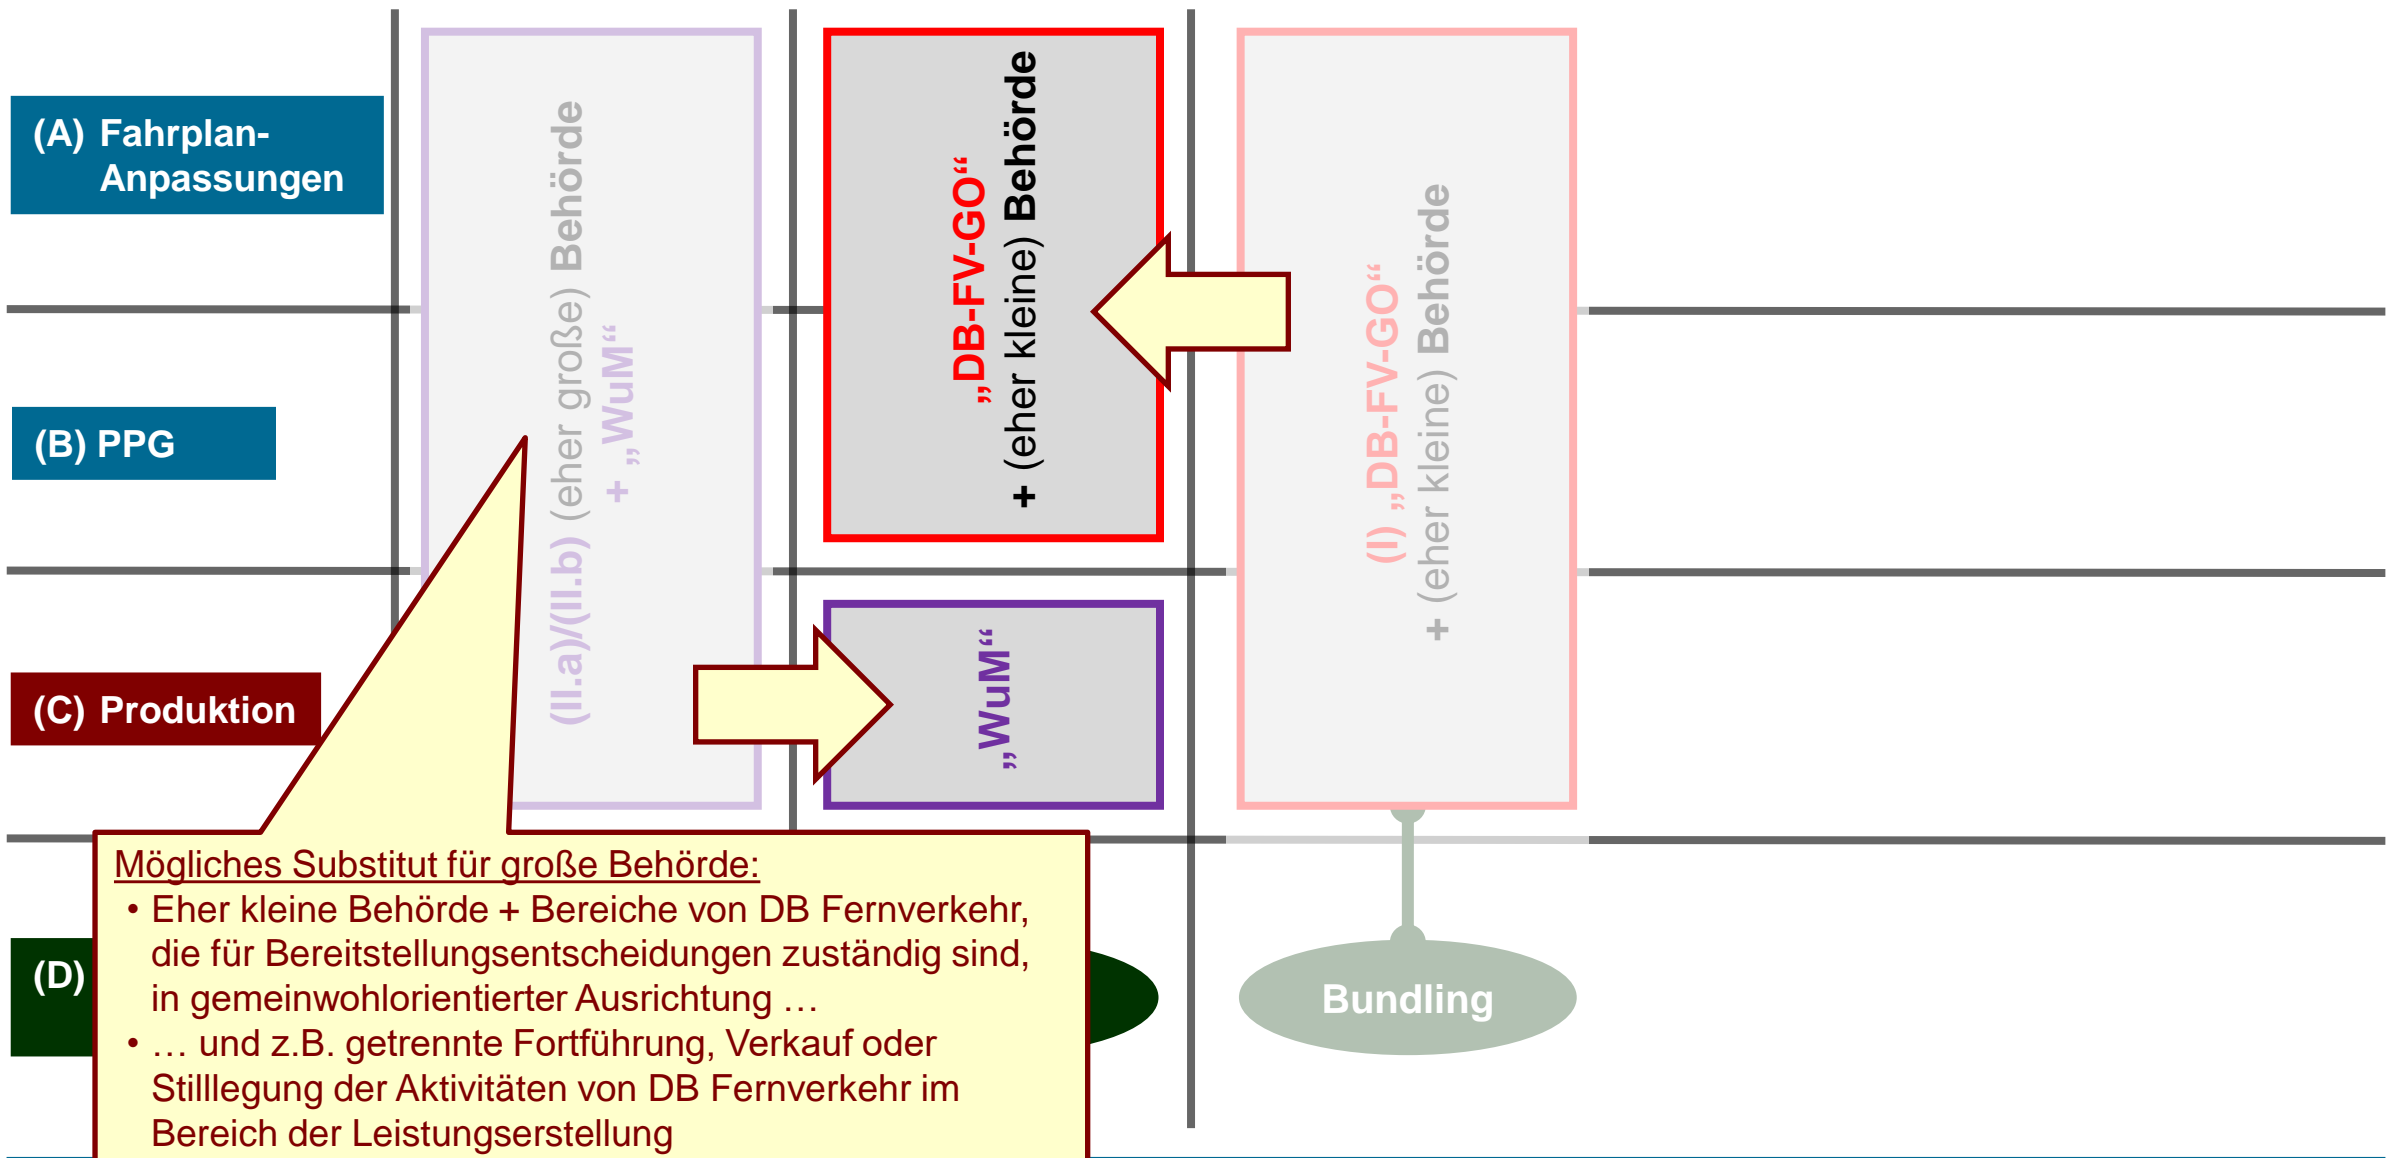 (A) Fahrplan-
Anpassungen
(B) PPG
(C) Produktion
(D)
(II.a)/(II.b) (eher große) Behörde
+ „WuM“
„DB-FV-GO“
+ (eher kleine) Behörde
„WuM“
(I) „DB-FV-GO“
+ (eher kleine) Behörde
Bundling
Mögliches Substitut für große Behörde:
• Eher kleine Behörde + Bereiche von DB Fernverkehr,
die für Bereitstellungsentscheidungen zuständig sind,
in gemeinwohlorientierter Ausrichtung …
• … und z.B. getrennte Fortführung, Verkauf oder
Stilllegung der Aktivitäten von DB Fernverkehr im
Bereich der Leistungserstellung